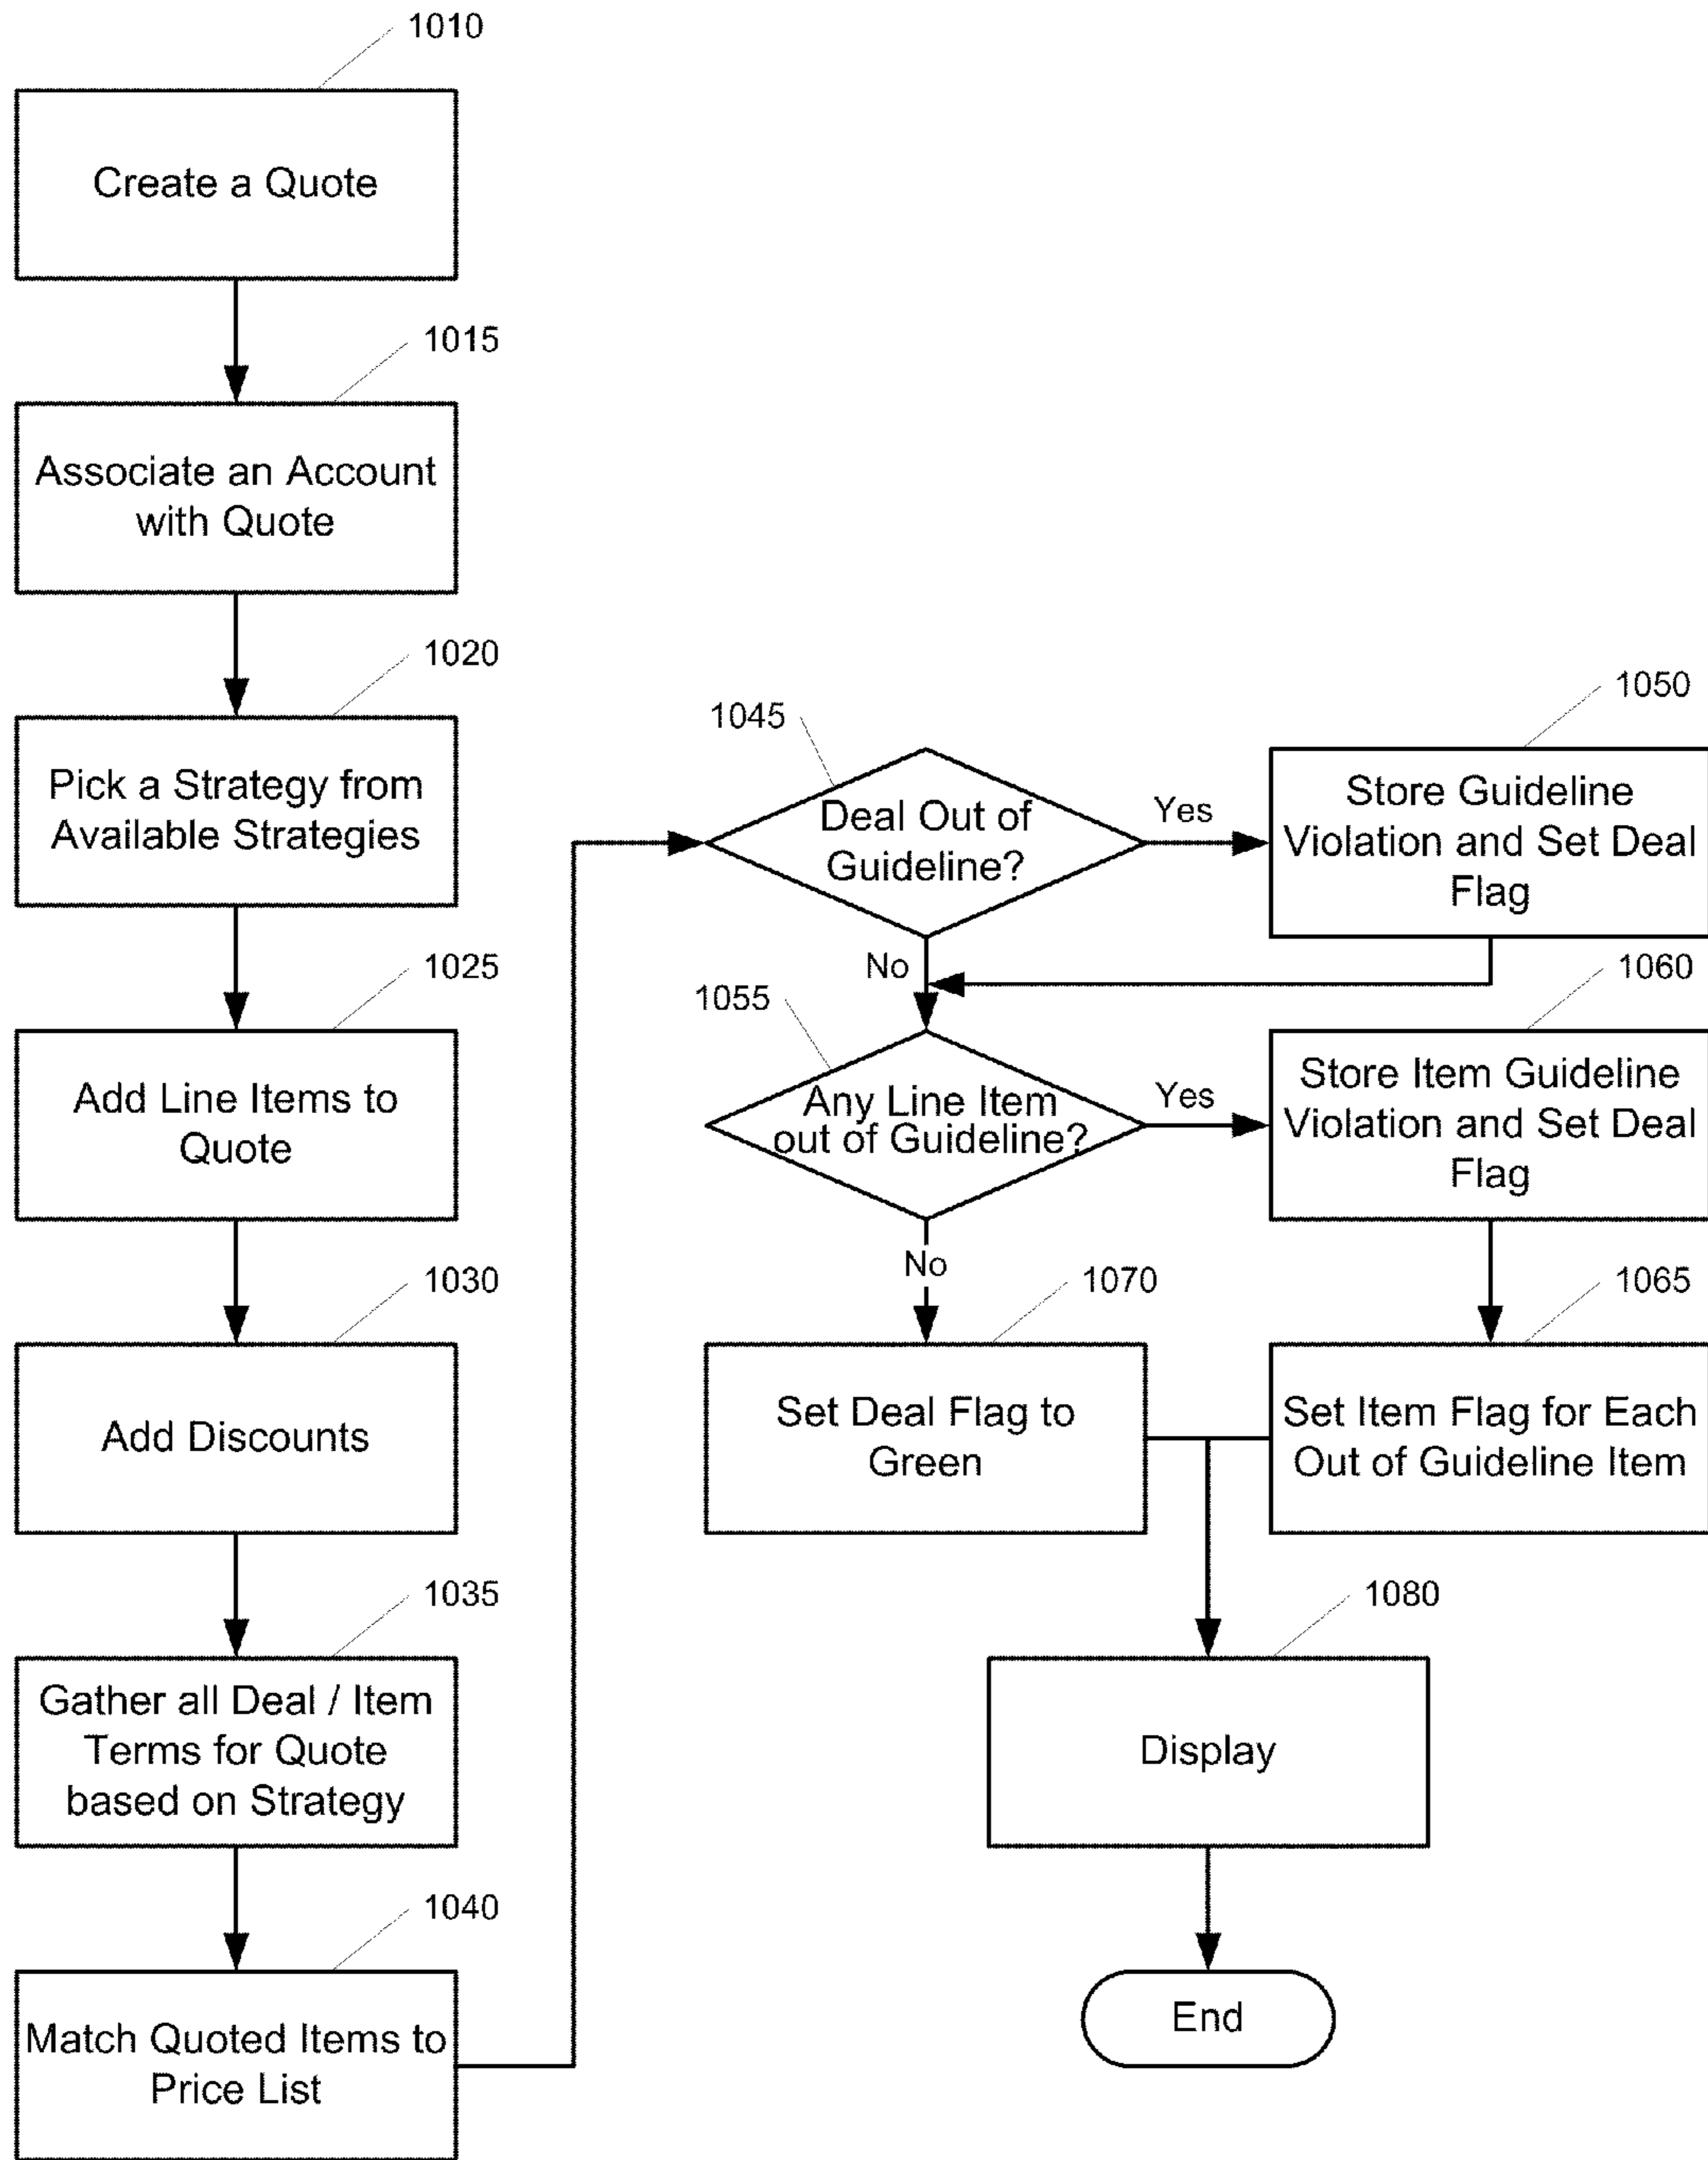 1010
Create a Quote
1015
Associate an Account
with Quote
1020
Pick a Strategy from
Available Strategies
1025
Add Line Items to
Quote
1030
Add Discounts
1035
Gather all Deal / Item
Terms for Quote
based on Strategy
1040
Match Quoted Items to
Price List
1045
Deal Out of
Guideline?
Yes
No
1050
Store Guideline
Violation and Set Deal
Flag
1055
Any Line Item
out of Guideline?
Yes
No
1060
Store Item Guideline
Violation and Set Deal
Flag
1070
Set Deal Flag to
Green
1065
Set Item Flag for Each
Out of Guideline Item
1080
Display
End